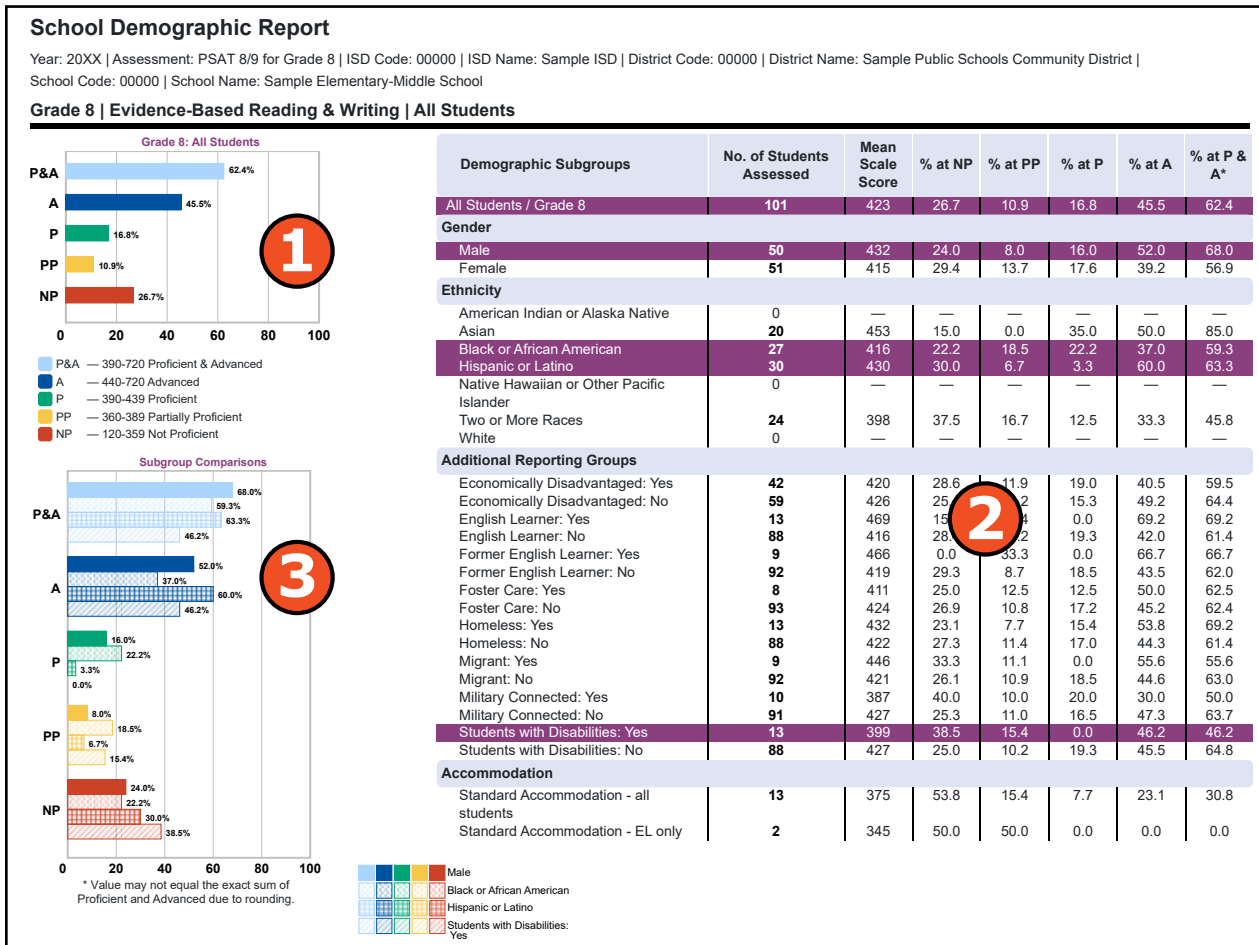 School Demographic Report
Year: 20XX | Assessment: PSAT 8/9 for Grade 8 | ISD Code: 00000 | ISD Name: Sample ISD | District Code: 00000 | District Name: Sample Public Schools Community District |
School Code: 00000 | School Name: Sample Elementary-Middle School
Grade 8 | Evidence-Based Reading & Writing | All Students
Grade 8: All Students
P&A 62.4%
A 45.5%
P 16.8%
PP 10.9%
NP 26.7%
0 20 40 60 80 100
1
P&A — 390-720 Proficient & Advanced
A — 440-720 Advanced
P — 390-439 Proficient
PP — 360-389 Partially Proficient
NP — 120-359 Not Proficient
Subgroup Comparisons
68.0%
59.3%
P&A
63.3%
46.2%
52.0%
37.0%
A
60.0%
46.2%
16.0%
22.2%
P
3.3%
0.0%
8.0%
18.5%
PP
6.7%
15.4%
24.0%
22.2%
NP
30.0%
38.5%
0 20 40 60 80 100
3
* Value may not equal the exact sum of
Proficient and Advanced due to rounding.
Male
Black or African American
Hispanic or Latino
Students with Disabilities:
Yes
Demographic Subgroups No. of Students Assessed Mean Scale Score % at NP % at PP % at P % at A % at P & A*
All Students / Grade 8 101 423 26.7 10.9 16.8 45.5 62.4
Gender
Male 50 432 24.0 8.0 16.0 52.0 68.0
Female 51 415 29.4 13.7 17.6 39.2 56.9
Ethnicity
American Indian or Alaska Native 0 — — — — — —
Asian 20 453 15.0 0.0 35.0 50.0 85.0
Black or African American 27 416 22.2 18.5 22.2 37.0 59.3
Hispanic or Latino 30 430 30.0 6.7 3.3 60.0 63.3
Native Hawaiian or Other Pacific 0 — — — — — —
Islander
Two or More Races 24 398 37.5 16.7 12.5 33.3 45.8
White 0 — — — — — —
Additional Reporting Groups
Economically Disadvantaged: Yes 42 420 28.6 11.9 19.0 40.5 59.5
Economically Disadvantaged: No 59 426 15.3 49.2 64.4
English Learner: Yes 13 469 0.0 69.2 69.2
English Learner: No 88 416 19.3 42.0 61.4
Former English Learner: Yes 9 466 0.0 33.3 0.0 66.7 66.7
Former English Learner: No 92 419 29.3 8.7 18.5 43.5 62.0
Foster Care: Yes 8 411 25.0 12.5 12.5 50.0 62.5
Foster Care: No 93 424 26.9 10.8 17.2 45.2 62.4
Homeless: Yes 13 432 23.1 7.7 15.4 53.8 69.2
Homeless: No 88 422 27.3 11.4 17.0 44.3 61.4
Migrant: Yes 9 446 33.3 11.1 0.0 55.6 55.6
Migrant: No 92 421 26.1 10.9 18.5 44.6 63.0
Military Connected: Yes 10 387 40.0 10.0 20.0 30.0 50.0
Military Connected: No 91 427 25.3 11.0 16.5 47.3 63.7
Students with Disabilities: Yes 13 399 38.5 15.4 0.0 46.2 46.2
Students with Disabilities: No 88 427 25.0 10.2 19.3 45.5 64.8
Accommodation
Standard Accommodation - all 13 375 53.8 15.4 7.7 23.1 30.8
students
Standard Accommodation - EL only 2 345 50.0 50.0 0.0 0.0 0.0
2